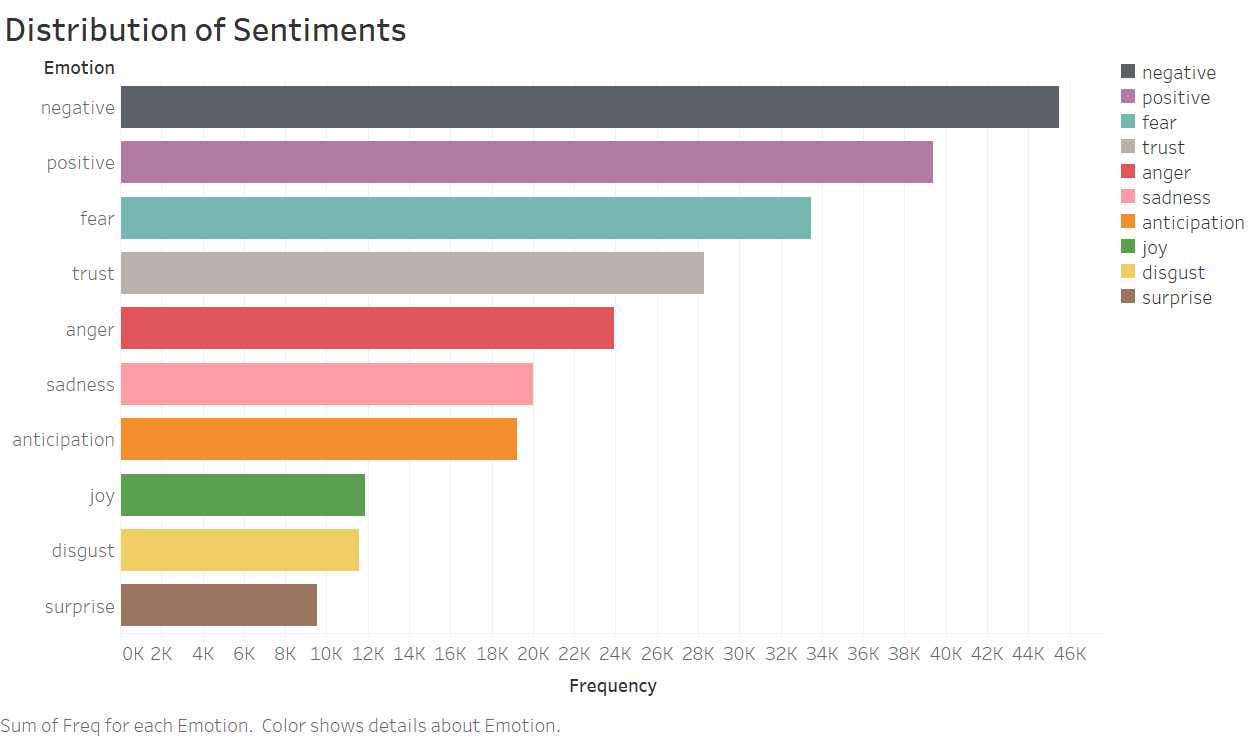 Distribution of Sentiments
Emotion
negative
positive
fear
trust
anger
sadness
anticipation
joy
disgust
surprise
0K 2K 4K 6K 8K 10K 12K 14K 16K 18K 20K 22K 24K 26K 28K 30K 32K 34K 36K 38K 40K 42K 44K 46K
Frequency
Sum of Freq for each Emotion.  Color shows details about Emotion.
negative
positive
fear
trust
anger
sadness
anticipation
joy
disgust
surprise